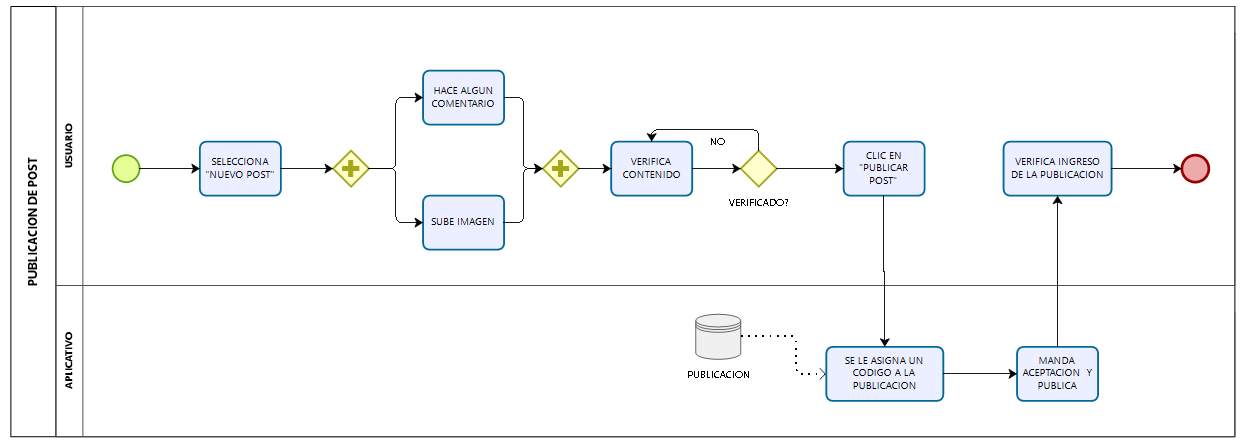 PUBLICACION DE POST
USUARIO
SELECCIONA
"NUEVO POST"
HACE ALGUN
COMENTARIO
SUBE IMAGEN
VERIFICA
CONTENIDO
NO
VERIFICADO?
CLIC EN
"PUBLICAR
POST"
VERIFICA INGRESO
DE LA PUBLICACION
APLICATIVO
PUBLICACION
SE LE ASIGNA UN
CODIGO A LA
PUBLICACION
MANDA
ACEPTACION Y
PUBLICA